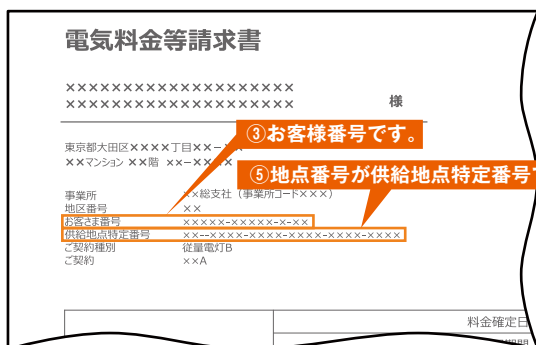 電気料金等請求書
××××××××××××××××××××
×××××××××××××××××××× 様
③お客様番号です。
東京都大田区××××丁目××−××
××マンション ××階 ××−××××
⑤地点番号が供給地点特定番号
事業所 ××総支社（事業所コード×××）
地区番号 ××
お客さま番号 ×××××-×××××-×-××
供給地点特定番号 ××--××××-××××-××××-××××-××××
ご契約種別 従量電灯B
ご契約 ××A
料金確定日